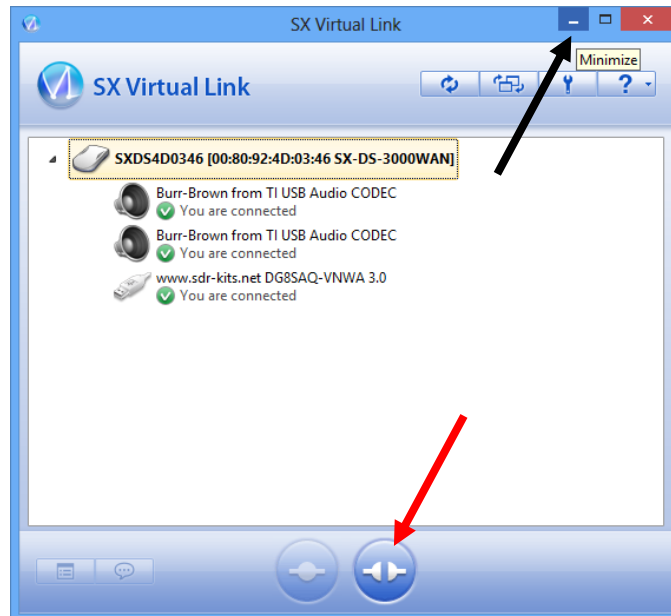 SX Virtual Link
Minimize
SX Virtual Link
?
SXDS4D0346 [00:80:92:4D:03:46 SX-DS-3000WAN]
Burr-Brown from TI USB Audio CODEC
You are connected
Burr-Brown from TI USB Audio CODEC
You are connected
www.sdr-kits.net DG8SAQ-VNWA 3.0
You are connected